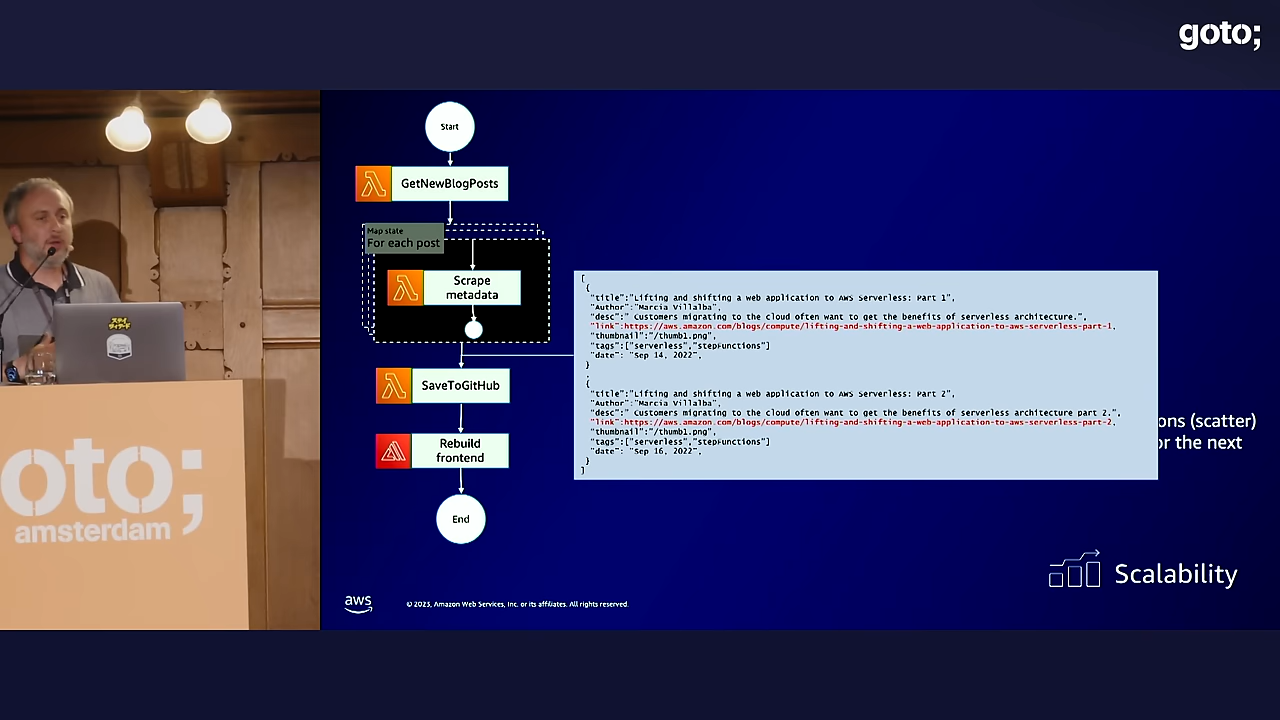 goto;
Start
GetNewBlogPosts
Map state
For each post
Scrape
metadata
[
{
"title":"Lifting and shifting a web application to AWS Serverless: Part 1",
"Author":"Marcia Villalba",
"desc":" Customers migrating to the cloud often want to get the benefits of serverless architecture.",
"link":https://aws.amazon.com/blogs/compute/lifting-and-shifting-a-web-application-to-aws-serverless-part-1,
"thumbnail":"/thumb1.png",
"tags":["serverless","stepFunctions"]
"date": "Sep 14, 2022",
}
,
{
"title":"Lifting and shifting a web application to AWS Serverless: Part 2",
"Author":"Marcia Villalba",
"desc":" Customers migrating to the cloud often want to get the benefits of serverless architecture part 2.",
"link":https://aws.amazon.com/blogs/compute/lifting-and-shifting-a-web-application-to-aws-serverless-part-2,
"thumbnail":"/thumb1.png",
"tags":["serverless","stepFunctions"]
"date": "Sep 16, 2022",
}
]
ons (scatter)
or the next
SaveToGitHub
Rebuild
frontend
End
Scalability
aws
© 2023, Amazon Web Services, Inc. or its affiliates. All rights reserved.
oto;
amsterdam